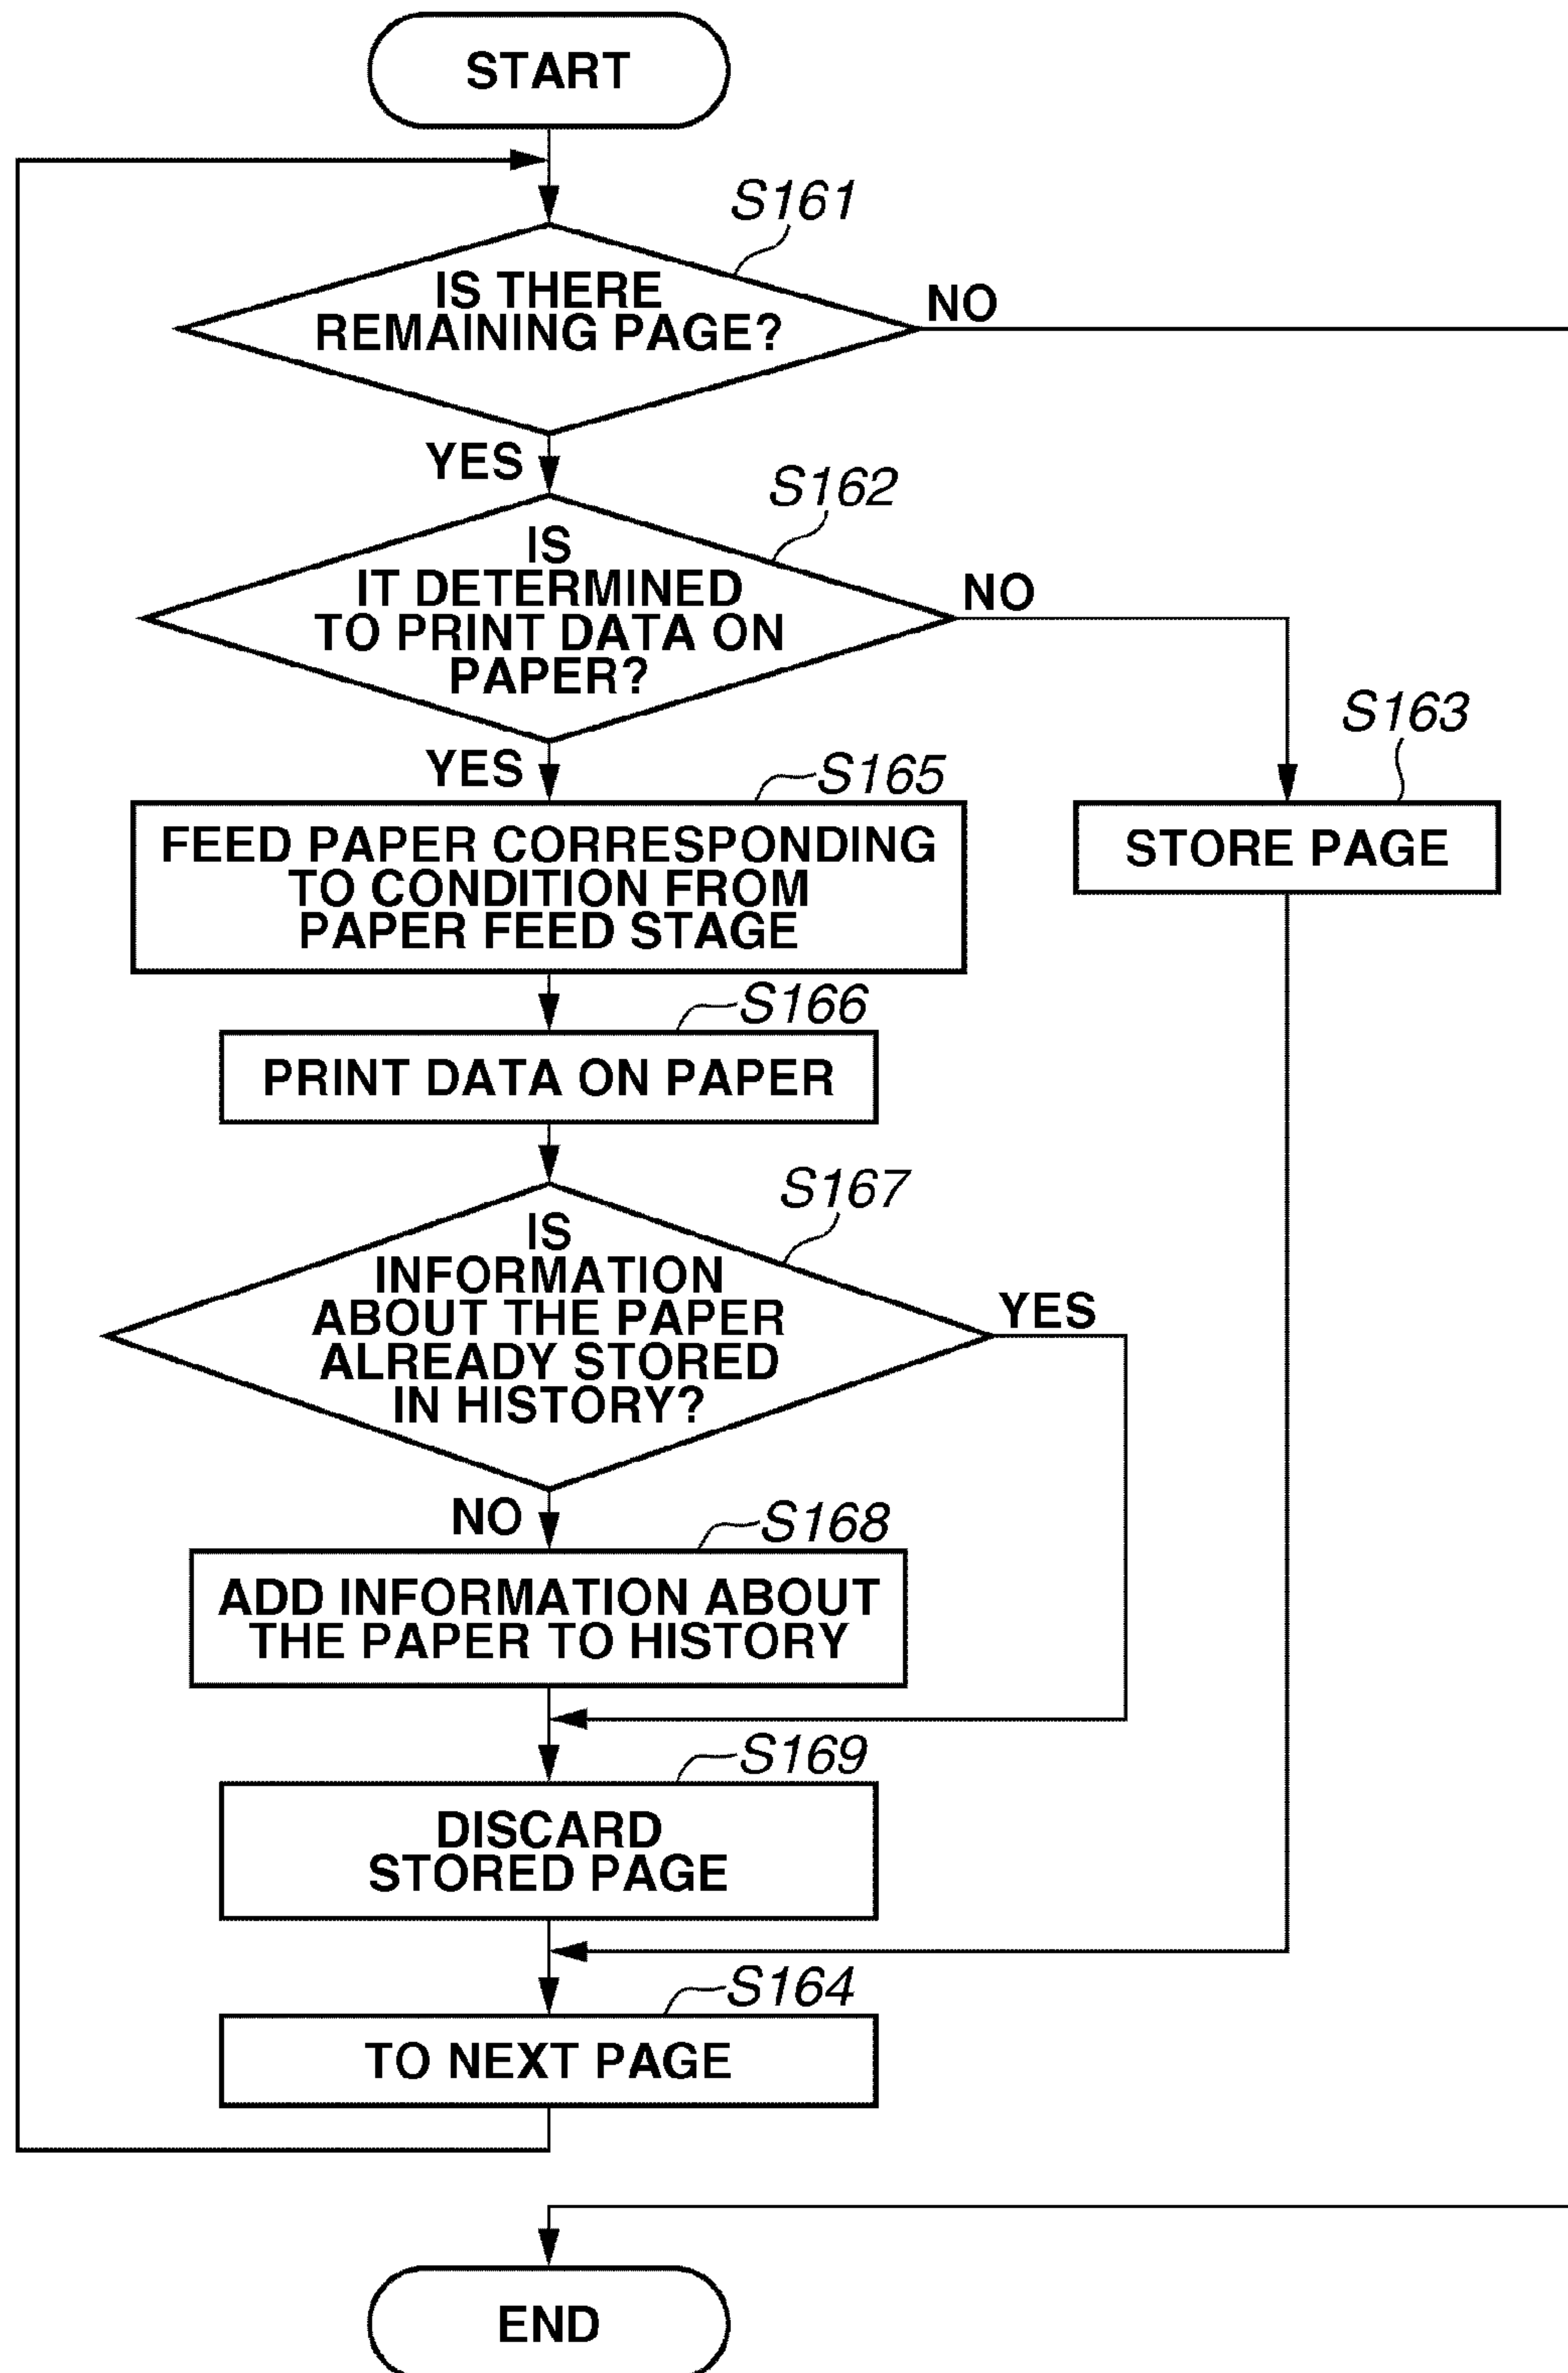 START
S161
IS THERE
REMAINING PAGE?
NO
YES
S162
IS
IT DETERMINED
TO PRINT DATA ON
PAPER?
NO
S163
STORE PAGE
YES
S165
FEED PAPER CORRESPONDING
TO CONDITION FROM
PAPER FEED STAGE
S166
PRINT DATA ON PAPER
S167
IS
INFORMATION
ABOUT THE PAPER
ALREADY STORED
IN HISTORY?
YES
NO
S168
ADD INFORMATION ABOUT
THE PAPER TO HISTORY
S169
DISCARD
STORED PAGE
S164
TO NEXT PAGE
END